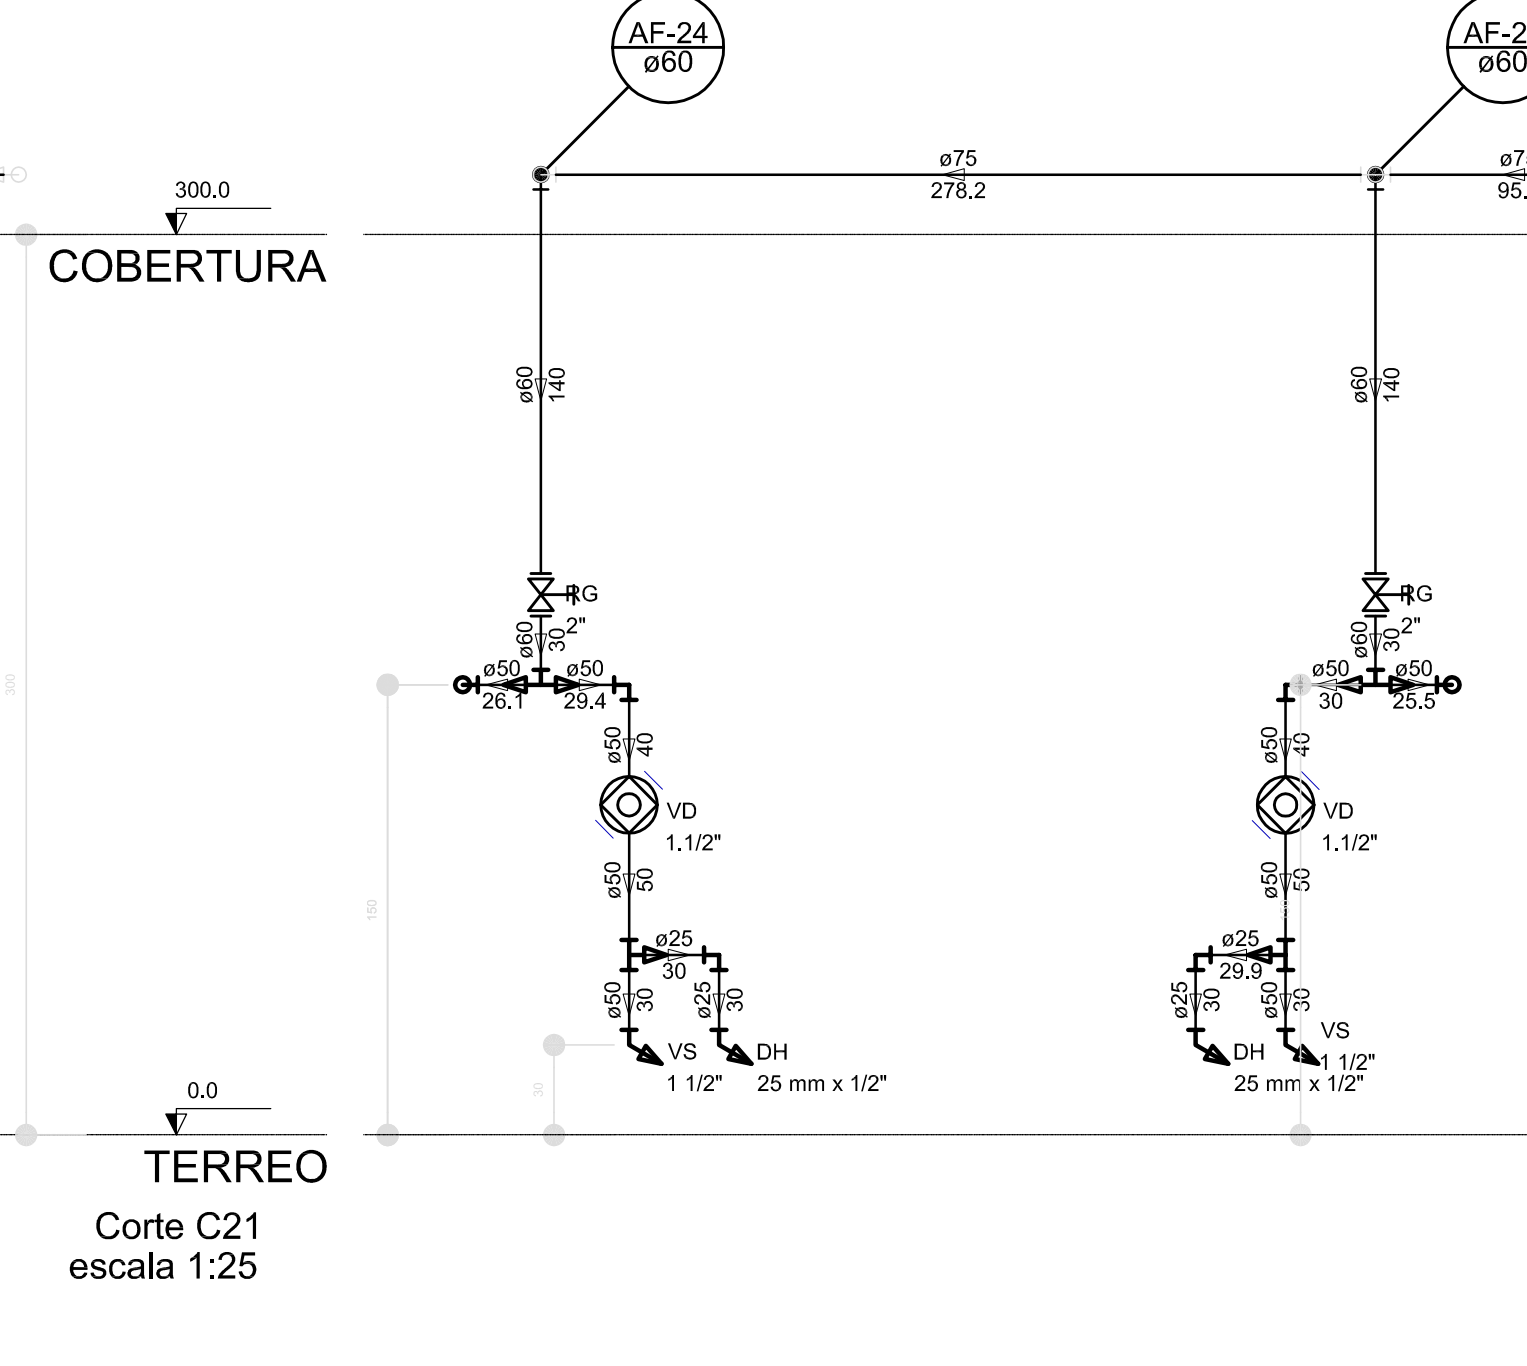 AF-24
ø60
AF-2
ø60
ø75
278.2
ø7
95.
300.0
COBERTURA
ø60
140
ø60
140
RG
2"
ø60
30
RG
2"
ø60
30
ø50
26.1
ø50
29.4
ø50
30
ø50
25.5
300
ø50
40
ø50
40
VD
1.1/2"
VD
1.1/2"
150
ø50
50
ø50
50
ø25
30
ø25
29.9
ø50
30
ø25
30
ø25
30
ø50
30
VS
1 1/2"
DH
25 mm x 1/2"
DH
25 mm x 1/2"
VS
1 1/2"
30
0.0
TERREO
Corte C21
escala 1:25